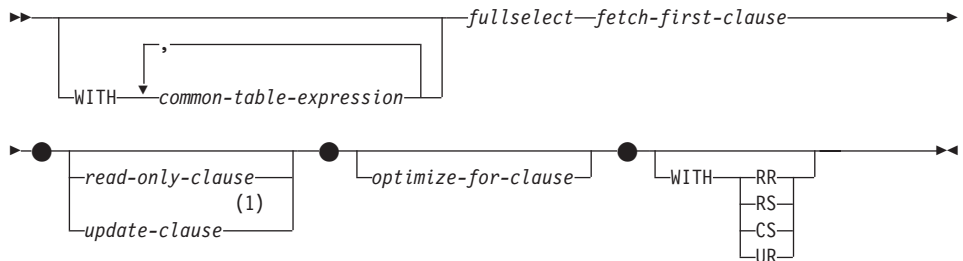 fullselect fetch-first-clause
,
WITH common-table-expression
read-only-clause optimize-for-clause WITH RR
(1) RS
update-clause CS
UR